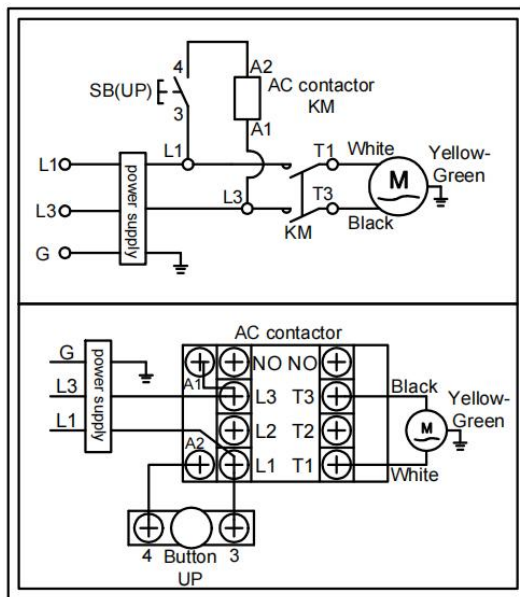 4
A2
SB(UP)
AC contactor
KM
3
A1
L1
T1
White
Yellow-
Green
L1
power supply
M
L3
L3
T3
KM
Black
G
AC contactor
G
power supply
NO NO
A1
L3
L3 T3
Black
Yellow-
Green
L1
L2 T2
M
A2
L1 T1
White
4
Button
3
UP